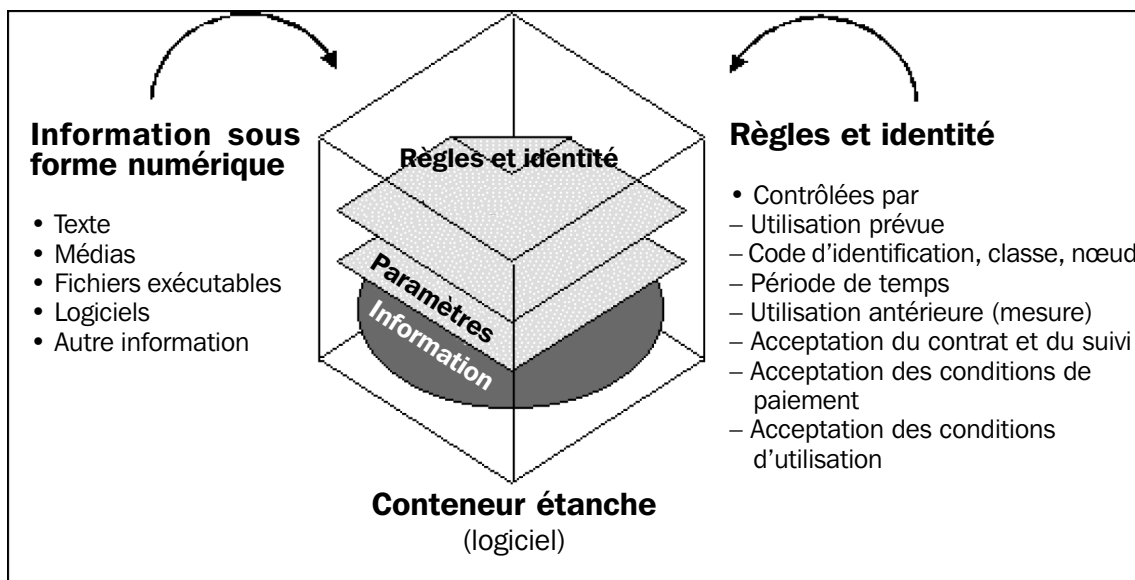 Information sous
forme numérique
• Texte
• Médias
• Fichiers exécutables
• Logiciels
• Autre information
Règles et identité
Paramètres
Information
Conteneur étanche
(logiciel)
Règles et identité
• Contrôlées par
– Utilisation prévue
– Code d'identification, classe, nœud
– Période de temps
– Utilisation antérieure (mesure)
– Acceptation du contrat et du suivi
– Acceptation des conditions de
paiement
– Acceptation des conditions
d'utilisation